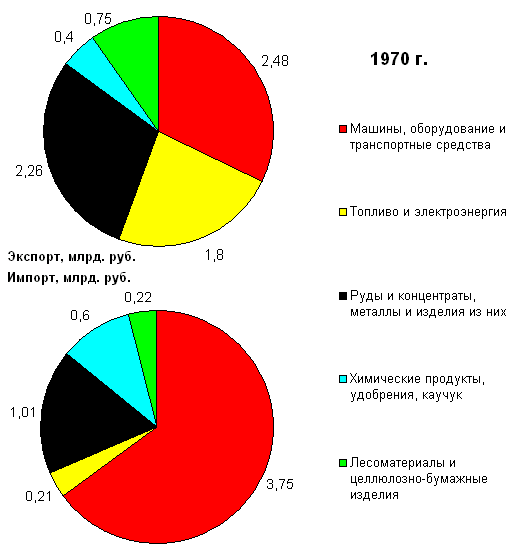 0,75
0,4
2,48
2,26
1,8
1970 г.
Экспорт, млрд. руб.
Импорт, млрд. руб.
0,22
0,6
1,01
0,21
3,75
Машины, оборудование и
транспортные средства
Топливо и электроэнергия
Руды и концентраты,
металлы и изделия из них
Химические продукты,
удобрения, каучук
Лесоматериалы и
целлюлозно-бумажные
изделия